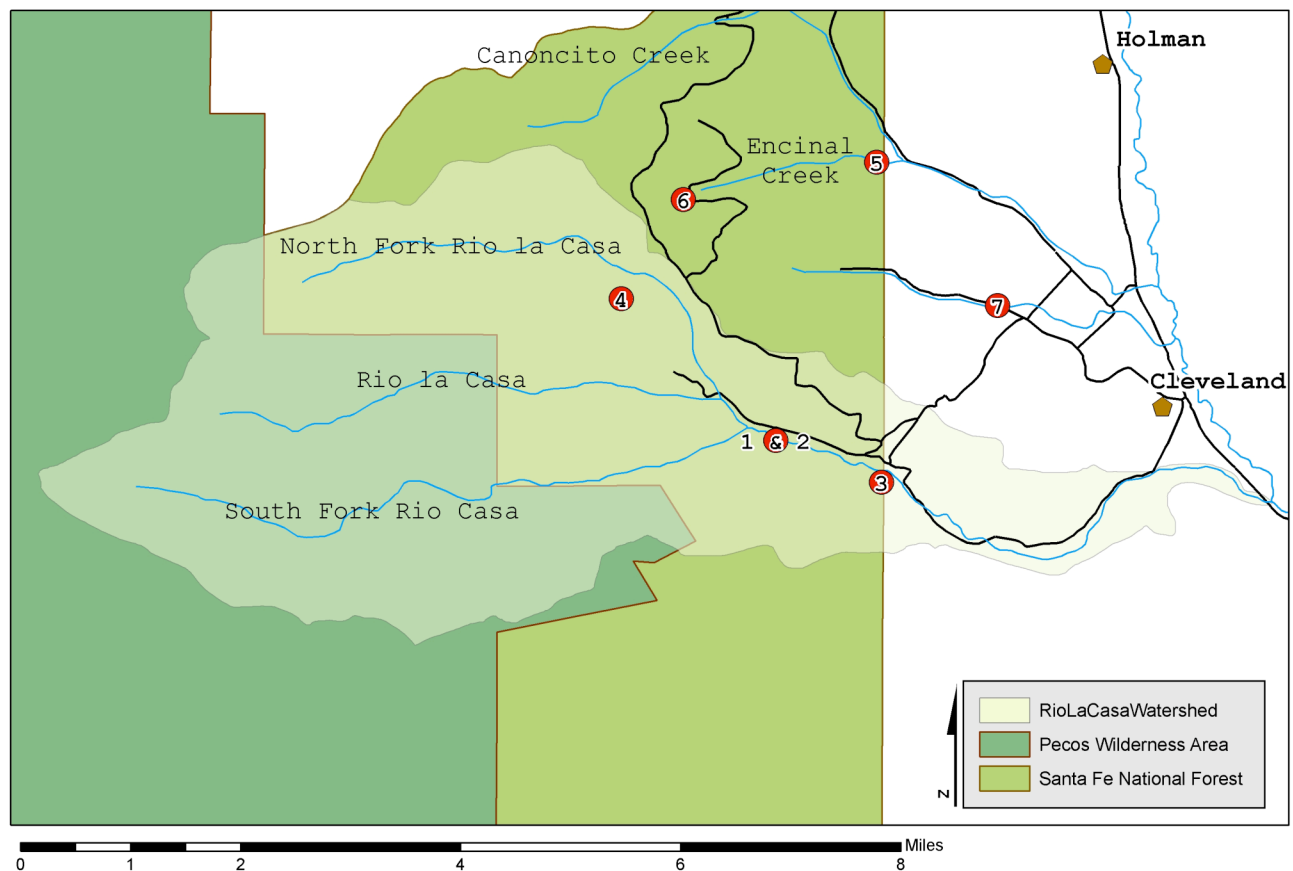 Holman
Canoncito Creek
Encinal
Creek
5
6
North Fork Rio la Casa
4
7
Rio la Casa
Cleveland
1 & 2
3
South Fork Rio Casa
RioLaCasaWatershed
Pecos Wilderness Area
Santa Fe National Forest
N
Miles
0 1 2 4 6 8